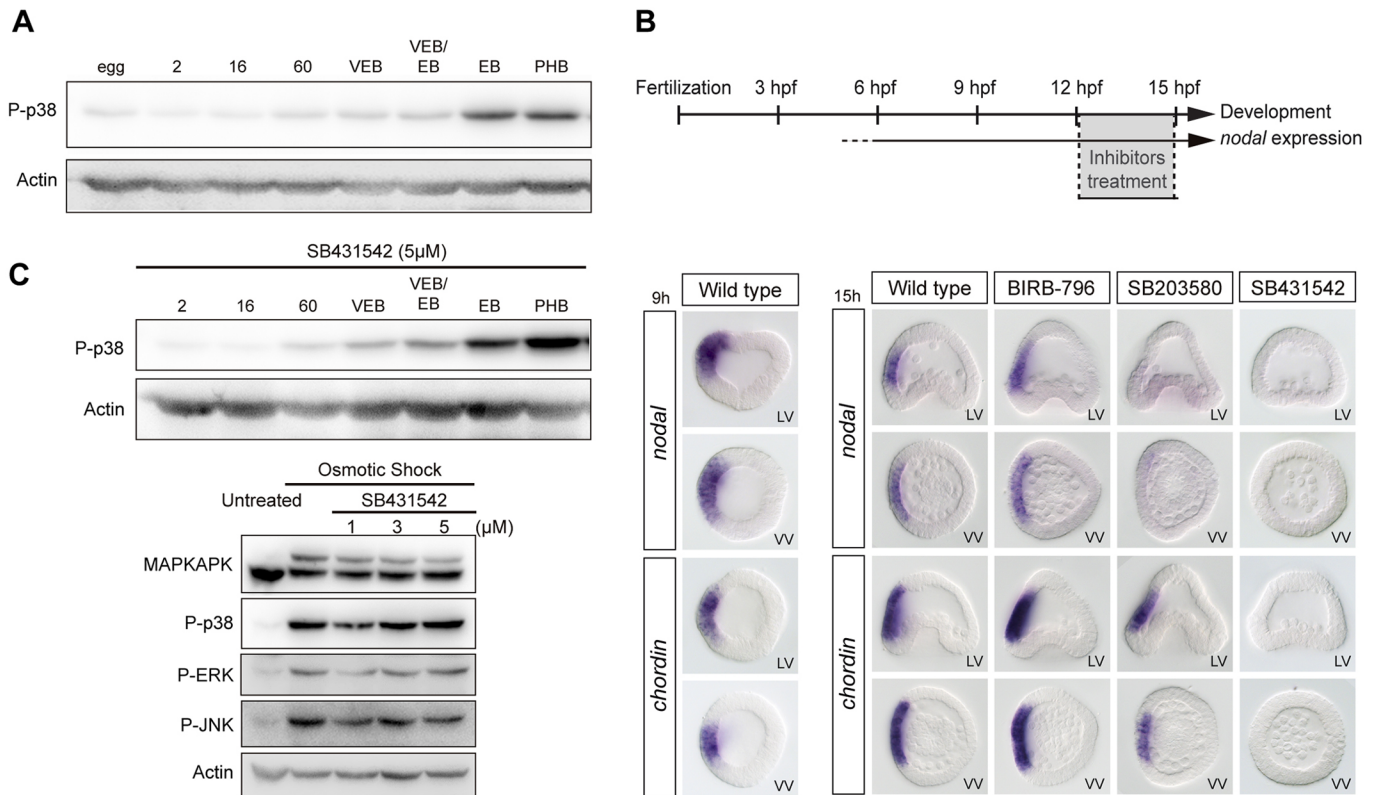 A
egg 2 16 60 VEB VEB/ EB EB PHB
P-p38
Actin
B
Fertilization 3 hpf 6 hpf 9 hpf 12 hpf 15 hpf
Development
nodal expression
Inhibitors
treatment
C
SB431542 (5μM)
2 16 60 VEB VEB/ EB EB PHB
P-p38
Actin
Osmotic Shock
Untreated SB431542
1 3 5 (μM)
MAPKAPK
P-p38
P-ERK
P-JNK
Actin
9h Wild type
nodal
LV
VV
chordin
LV
VV
15h Wild type BIRB-796 SB203580 SB431542
nodal
LV LV LV LV
VV VV VV VV
chordin
LV LV LV LV
VV VV VV VV